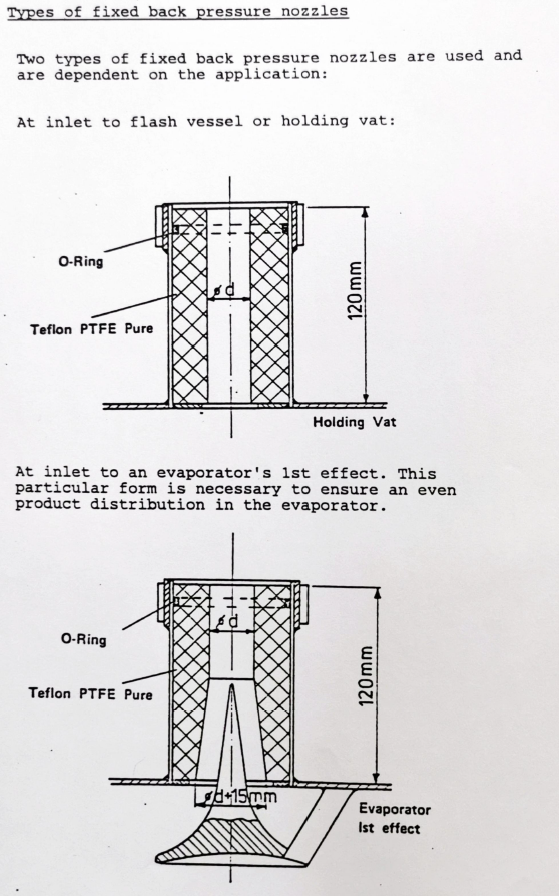 Types of fixed back pressure nozzles
Two types of fixed back pressure nozzles are used and
are dependent on the application:
At inlet to flash vessel or holding vat:
O-Ring
ød
Teflon PTFE Pure
120mm
Holding Vat
At inlet to an evaporator's 1st effect. This
particular form is necessary to ensure an even
product distribution in the evaporator.
ød
O-Ring
Teflon PTFE Pure
120mm
ød+15mm
Evaporator
Ist effect